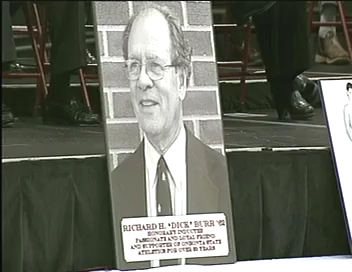 RICHARD H. "DICK" BURR '62
HONORARY INDUCTEE
PASSIONATE AND LOYAL FRIEND
AND SUPPORTER OF ONEONTA STATE
ATHLETICS FOR OVER 50 YEARS